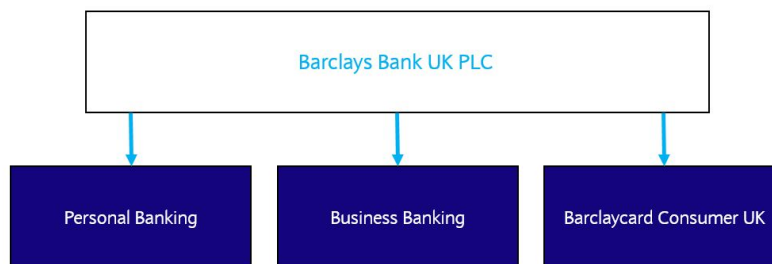 Barclays Bank UK PLC
Personal Banking
Business Banking
Barclaycard Consumer UK